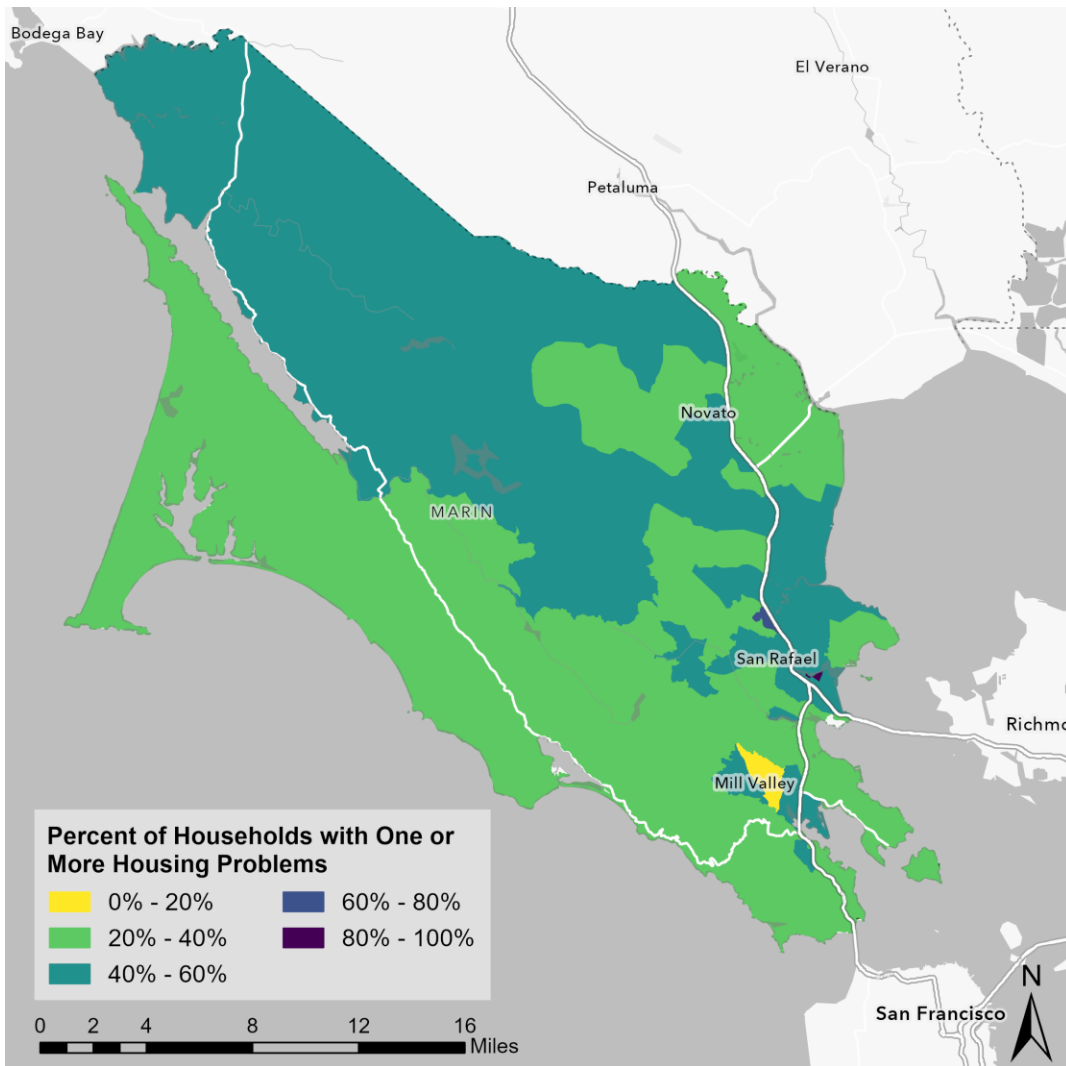 Bodega Bay
El Verano
Petaluma
Novato
MARIN
San Rafael
Richmo
Mill Valley
Percent of Households with One or
More Housing Problems
0% - 20%
60% - 80%
20% - 40%
80% - 100%
40% - 60%
N
San Francisco
0 2 4 8 12 16
Miles